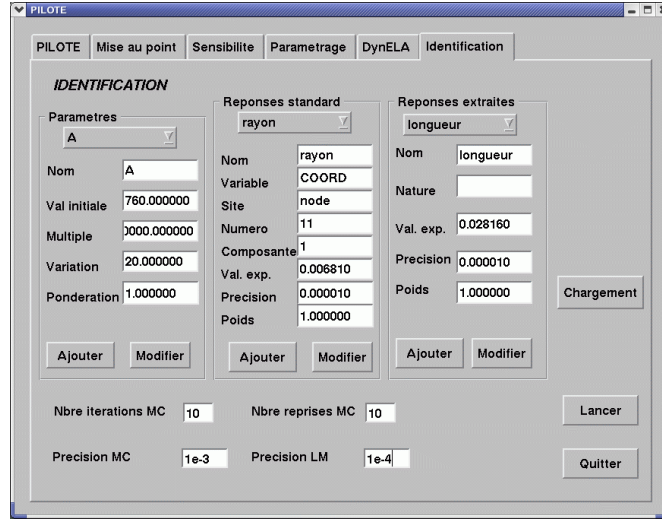 PILOTE
PILOTE Mise au point Sensibilite Parametrage DynELA Identification
IDENTIFICATION
Parametres
A
Nom A
Val initiale 760.000000
Multiple 0000.000000
Variation 20.000000
Ponderation 1.000000
Ajouter Modifier
Reponses standard
rayon
Nom rayon
Variable COORD
Site node
Numero 11
Composante 1
Val. exp. 0.006810
Precision 0.000010
Poids 1.000000
Ajouter Modifier
Reponses extraites
longueur
Nom longueur
Nature
Val. exp. 0.028160
Precision 0.000010
Poids 1.000000
Ajouter Modifier
Chargement
Nbre iterations MC 10 Nbre reprises MC 10
Lancer
Precision MC 1e-3 Precision LM 1e-4
Quitter